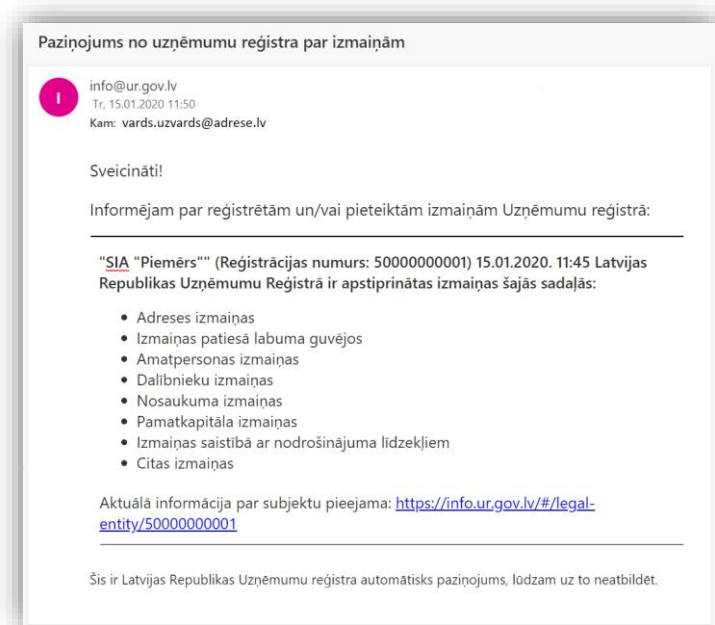 Paziņojums no uzņēmumu reģistra par izmaiņām
I
info@ur.gov.lv
Tr, 15.01.2020 11:50
Kam: vards.uzvards@adrese.lv
Sveicināti!
Informējam par reģistrētām un/vai pieteiktām izmaiņām Uzņēmumu reģistrā:
"SIA "Piemērs"" (Reģistrācijas numurs: 50000000001) 15.01.2020. 11:45 Latvijas
Republikas Uzņēmumu Reģistrā ir apstiprinātas izmaiņas šajās sadaļās:
• Adreses izmaiņas
• Izmaiņas patiesā labuma guvējos
• Amatpersonas izmaiņas
• Dalībnieku izmaiņas
• Nosaukuma izmaiņas
• Pamatkapitāla izmaiņas
• Izmaiņas saistībā ar nodrošinājuma līdzekļiem
• Citas izmaiņas
Aktuālā informācija par subjektu pieejama: https://info.ur.gov.lv/#/legal-
entity/50000000001
Šis ir Latvijas Republikas Uzņēmumu reģistra automātisks paziņojums, lūdzam uz to neatbildēt.